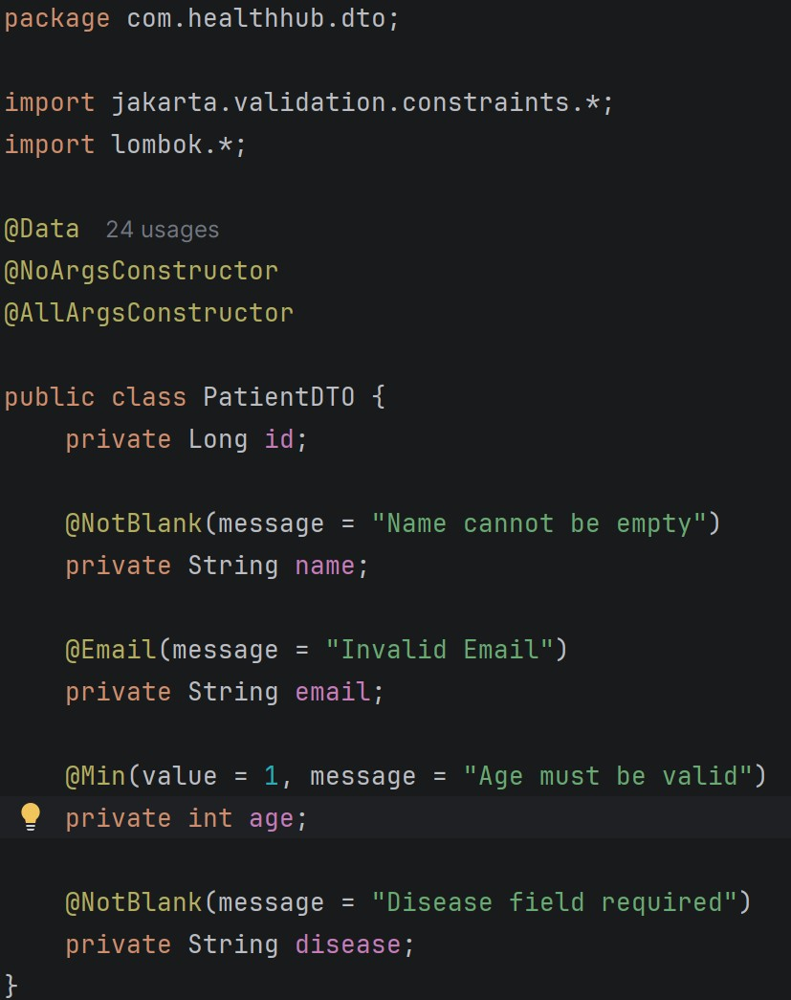 package com.healthhub.dto;
import jakarta.validation.constraints.*;
import lombok.*;
@Data 24 usages
@NoArgsConstructor
@AllArgsConstructor
public class PatientDTO {
private Long id;
@NotBlank(message = "Name cannot be empty")
private String name;
@Email(message = "Invalid Email")
private String email;
@Min(value = 1, message = "Age must be valid")
private int age;
@NotBlank(message = "Disease field required")
private String disease;
}